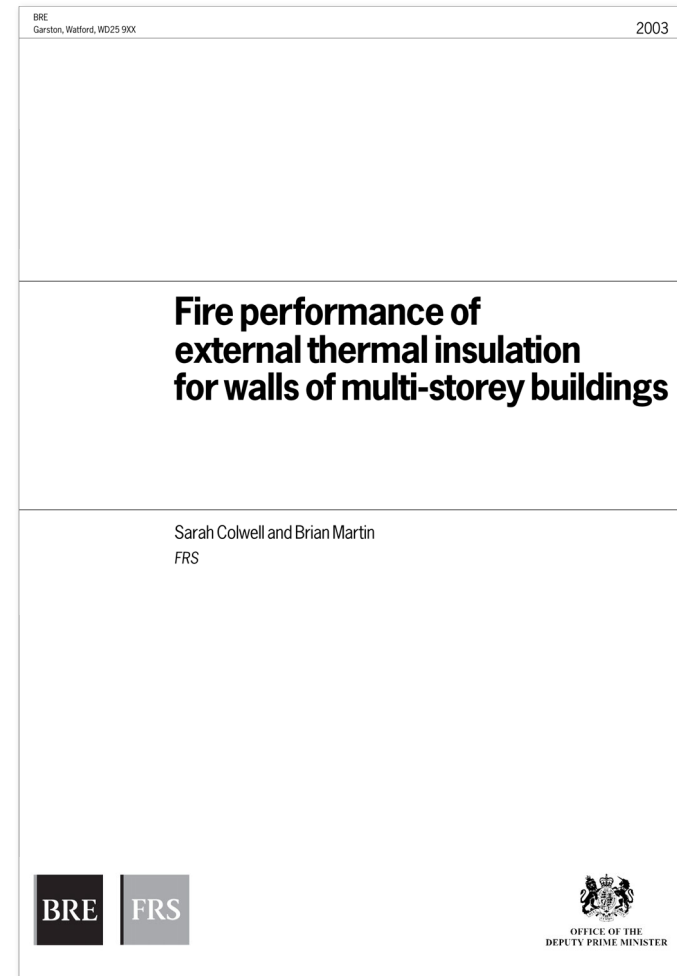 BRE
Garston, Watford, WD25 9XX
2003
Fire performance of
external thermal insulation
for walls of multi-storey buildings
Sarah Colwell and Brian Martin
FRS
BRE
FRS
OFFICE OF THE
DEPUTY PRIME MINISTER